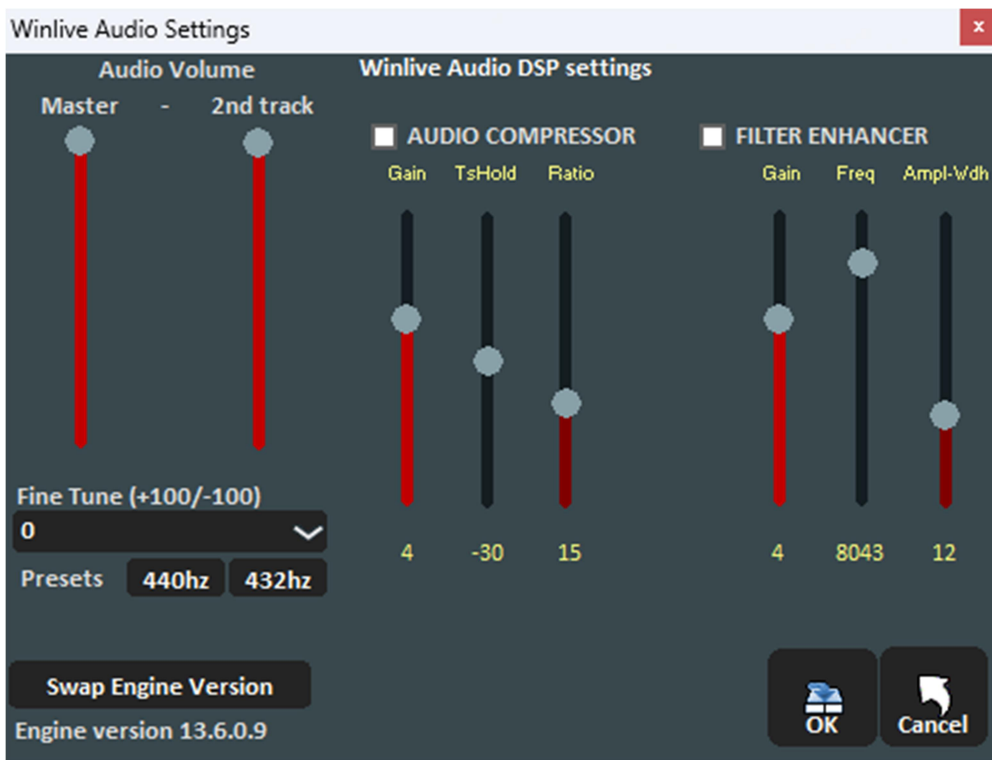 Winlive Audio Settings
x
Audio Volume
Master - 2nd track
Winlive Audio DSP settings
AUDIO COMPRESSOR
Gain TsHold Ratio
4 -30 15
FILTER ENHANCER
Gain Freq Ampl-Wdh
4 8043 12
Fine Tune (+100/-100)
0
Presets 440hz 432hz
Swap Engine Version
Engine version 13.6.0.9
OK
Cancel